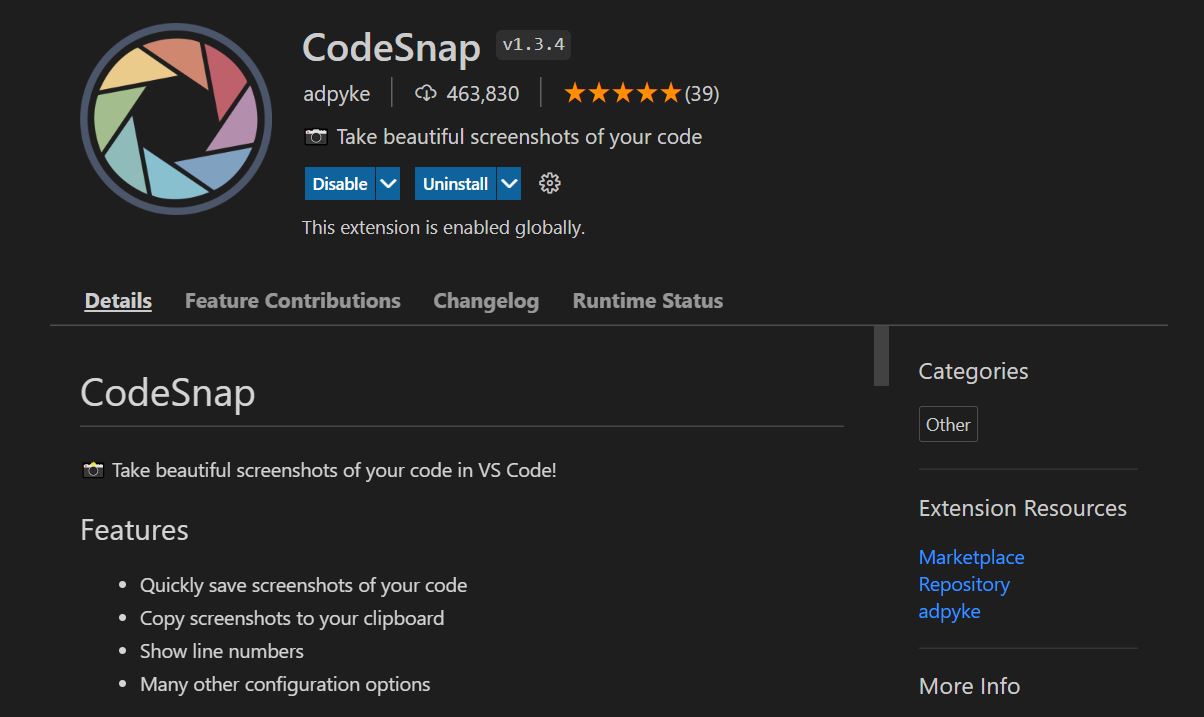 CodeSnap v1.3.4
adpyke 463,830 (39)
Take beautiful screenshots of your code
Disable Uninstall
This extension is enabled globally.
Details Feature Contributions Changelog Runtime Status
CodeSnap
Take beautiful screenshots of your code in VS Code!
Features
• Quickly save screenshots of your code
• Copy screenshots to your clipboard
• Show line numbers
• Many other configuration options
Categories
Other
Extension Resources
Marketplace
Repository
adpyke
More Info